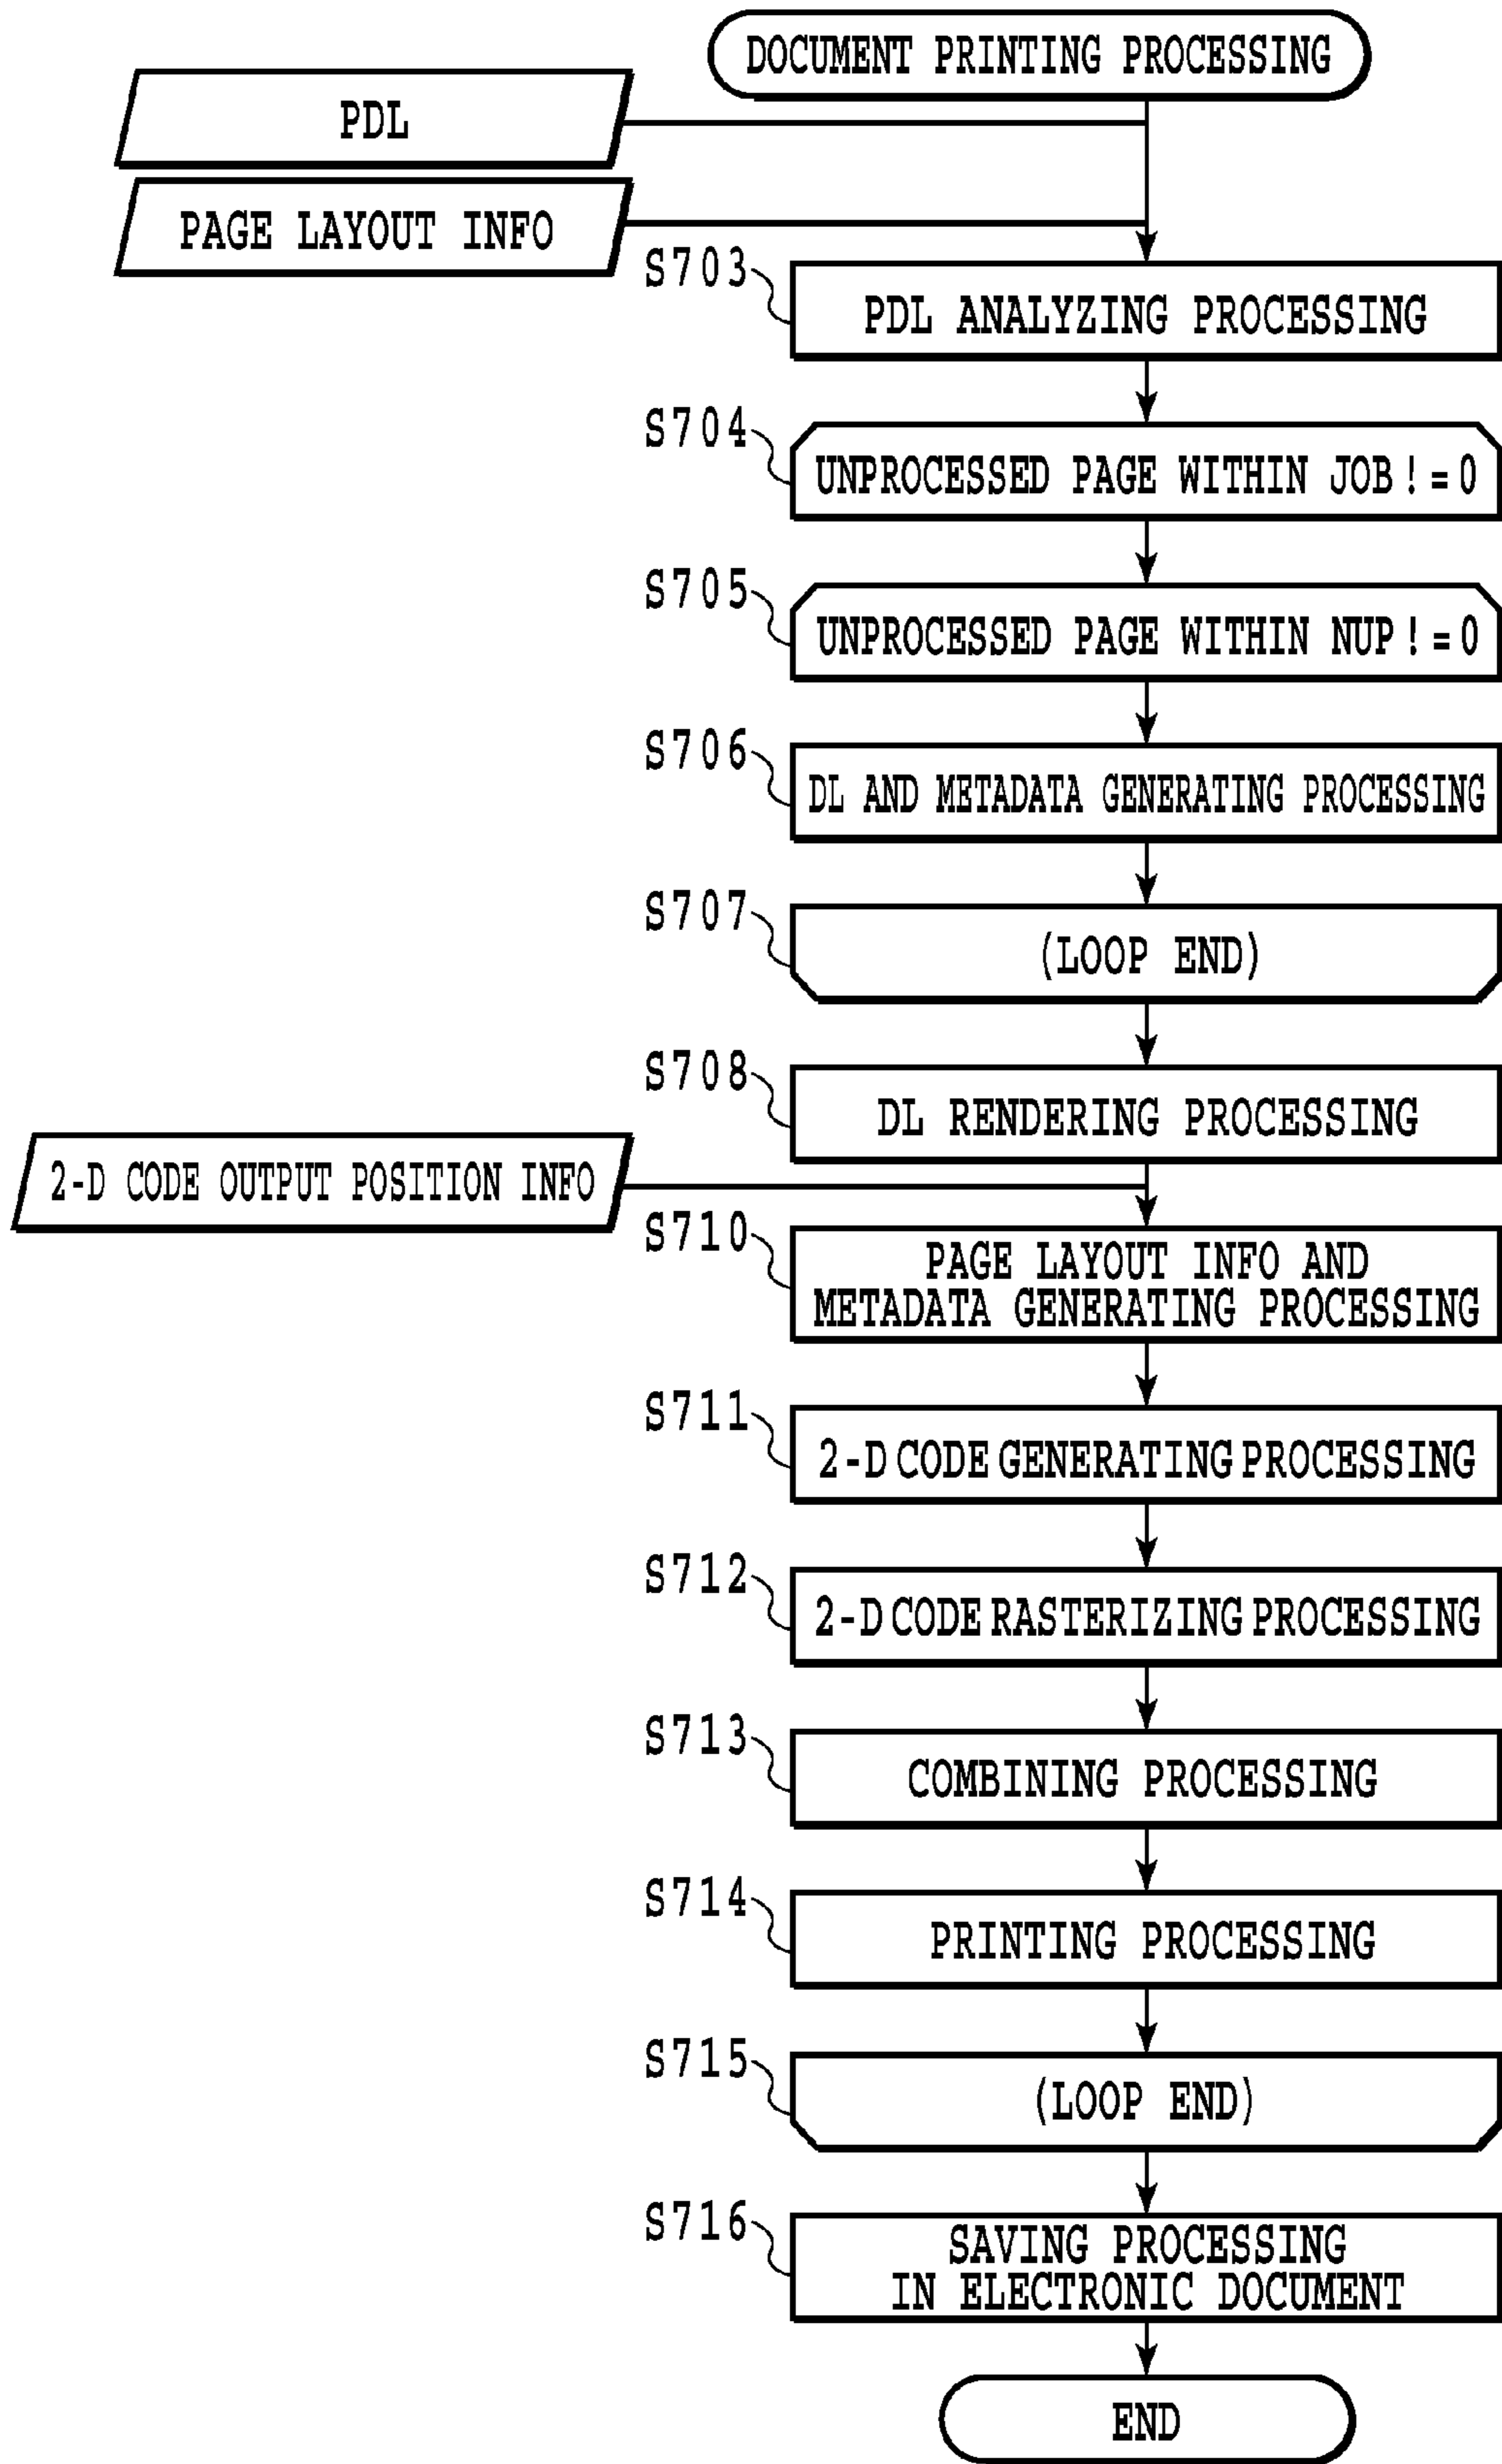 DOCUMENT PRINTING PROCESSING
PDL
PAGE LAYOUT INFO
S703
PDL ANALYZING PROCESSING
S704
UNPROCESSED PAGE WITHIN JOB!=0
S705
UNPROCESSED PAGE WITHIN NUP!=0
S706
DL AND METADATA GENERATING PROCESSING
S707
(LOOP END)
S708
DL RENDERING PROCESSING
2-D CODE OUTPUT POSITION INFO
S710
PAGE LAYOUT INFO AND
METADATA GENERATING PROCESSING
S711
2-D CODE GENERATING PROCESSING
S712
2-D CODE RASTERIZING PROCESSING
S713
COMBINING PROCESSING
S714
PRINTING PROCESSING
S715
(LOOP END)
S716
SAVING PROCESSING
IN ELECTRONIC DOCUMENT
END